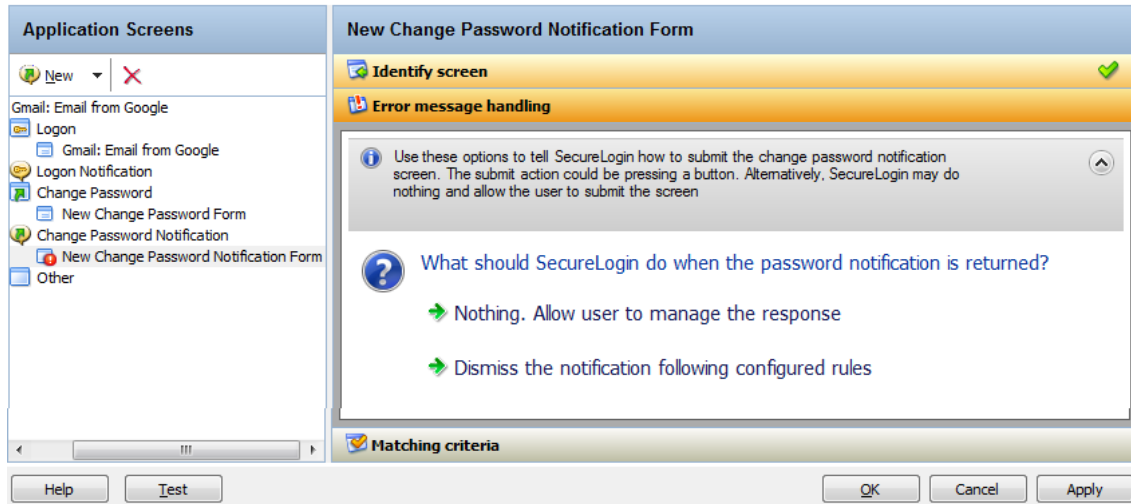 Application Screens
New
Gmail: Email from Google
Logon
Gmail: Email from Google
Logon Notification
Change Password
New Change Password Form
Change Password Notification
New Change Password Notification Form
Other
New Change Password Notification Form
Identify screen
Error message handling
Use these options to tell SecureLogin how to submit the change password notification
screen. The submit action could be pressing a button. Alternatively, SecureLogin may do
nothing and allow the user to submit the screen
What should SecureLogin do when the password notification is returned?
Nothing. Allow user to manage the response
Dismiss the notification following configured rules
Matching criteria
Help
Test
OK
Cancel
Apply